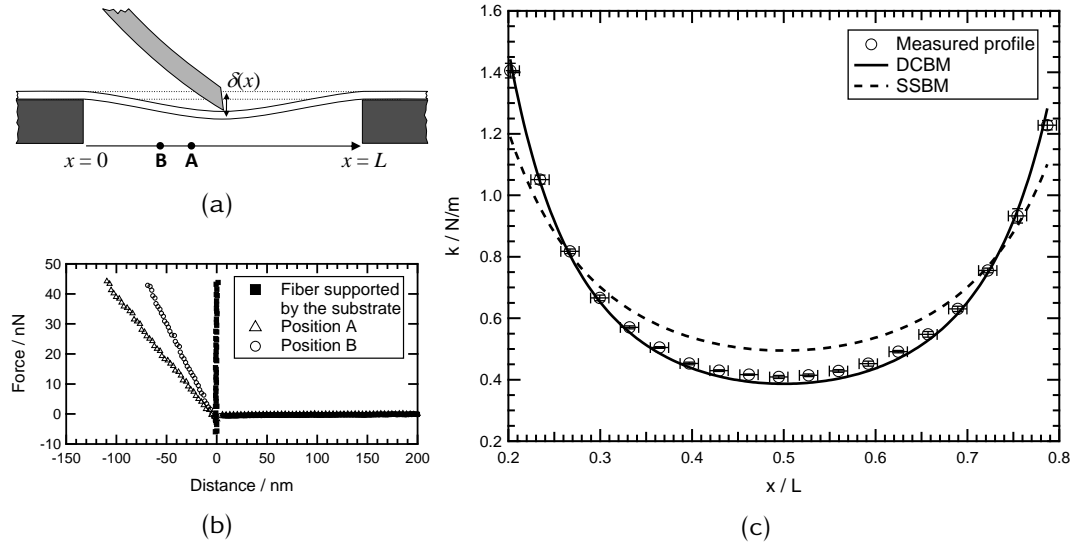 δ(x)
B A
x = 0 x = L
(a)
50
40
30
20
10
0
-10
Force / nN
-150 -100 -50 0 50 100 150 200
Distance / nm
Fiber supported
by the substrate
Position A
Position B
(b)
1.6
1.4
1.2
1.0
0.8
0.6
0.4
0.2
k / N/m
0.2 0.3 0.4 0.5 0.6 0.7 0.8
x / L
Measured profile
DCBM
SSBM
(c)